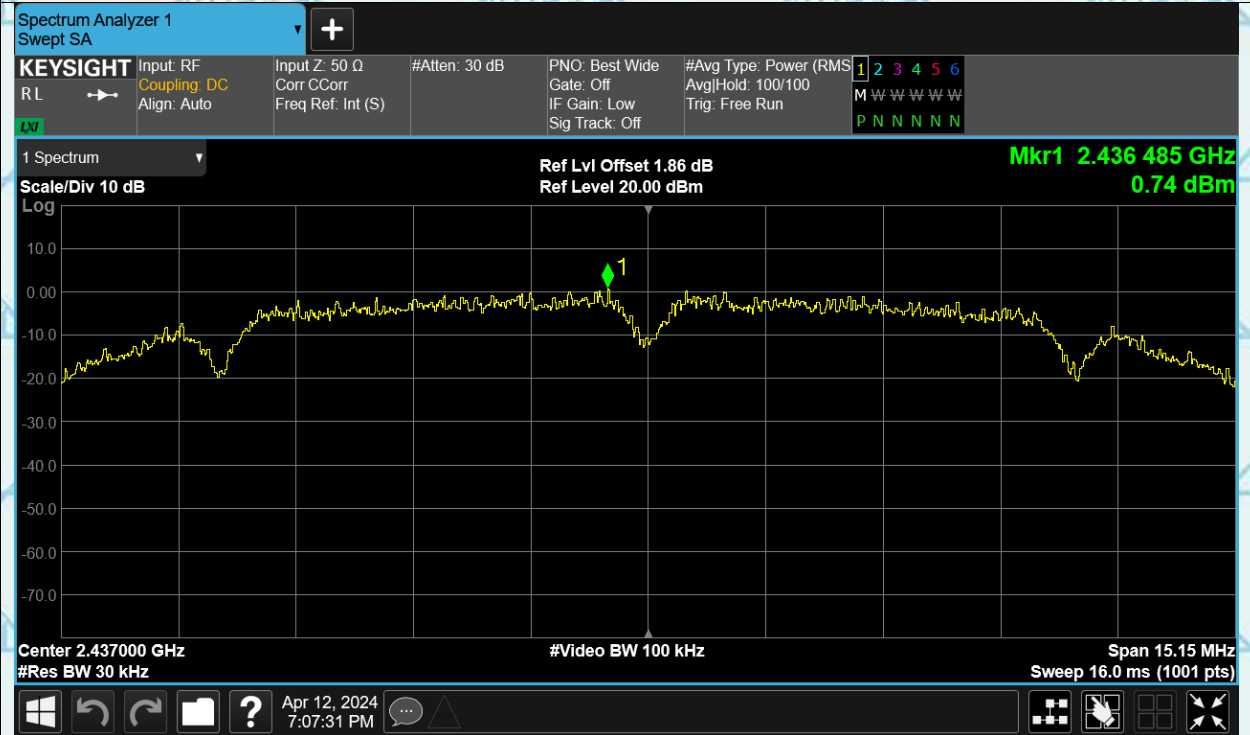 Spectrum Analyzer 1
Swept SA
KEYSIGHT
R L
LXI
Input: RF
Coupling: DC
Align: Auto
Input Z: 50 Ω
Corr CCorr
Freq Ref: Int (S)
#Atten: 30 dB
PNO: Best Wide
Gate: Off
IF Gain: Low
Sig Track: Off
#Avg Type: Power (RMS
Avg|Hold: 100/100
Trig: Free Run
1 2 3 4 5 6
M W W W W W
P N N N N N
1 Spectrum
Scale/Div 10 dB
Ref Lvl Offset 1.86 dB
Ref Level 20.00 dBm
Mkr1 2.436 485 GHz
0.74 dBm
Log
10.0
0.00
-10.0
-20.0
-30.0
-40.0
-50.0
-60.0
-70.0
1
Center 2.437000 GHz
#Res BW 30 kHz
#Video BW 100 kHz
Span 15.15 MHz
Sweep 16.0 ms (1001 pts)
?
Apr 12, 2024
7:07:31 PM